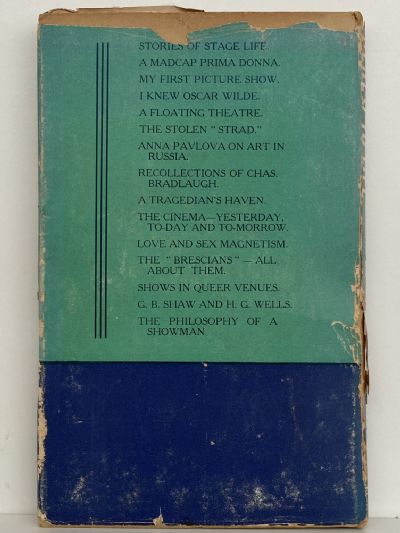 STORIES OF STAGE LIFE.
A MADCAP PRIMA DONNA.
MY FIRST PICTURE SHOW.
I KNEW OSCAR WILDE.
A FLOATING THEATRE.
THE STOLEN "STRAD."
ANNA PAVLOVA ON ART IN
RUSSIA.
RECOLLECTIONS OF CHAS.
BRADLAUGH.
A TRAGEDIAN'S HAVEN.
THE CINEMA—YESTERDAY,
TO-DAY AND TO-MORROW.
LOVE AND SEX MAGNETISM.
THE "BRESCIANS"—ALL
ABOUT THEM.
SHOWS IN QUEER VENUES.
G. B. SHAW AND H. G. WELLS.
THE PHILOSOPHY OF A
SHOWMAN.